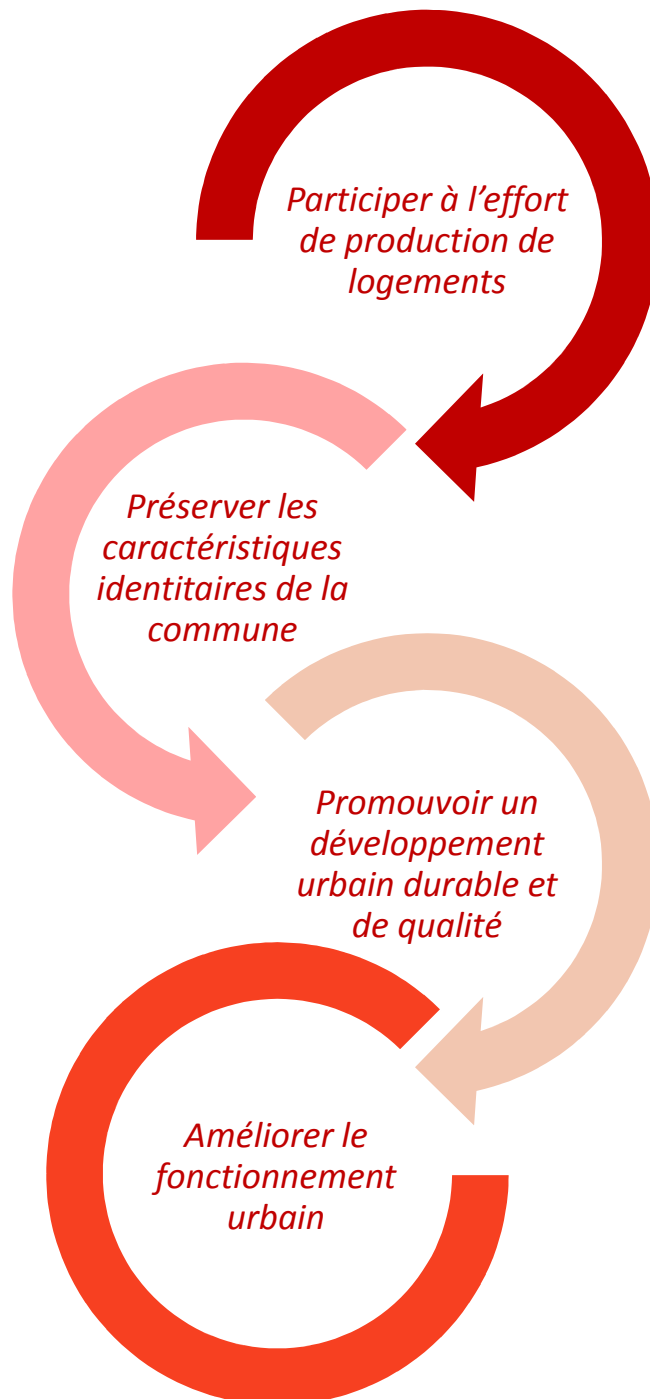 Participer à l’effort
de production de
logements
Préserver les
caractéristiques
identitaires de la
commune
Promouvoir un
développement
urbain durable et
de qualité
Améliorer le
fonctionnement
urbain